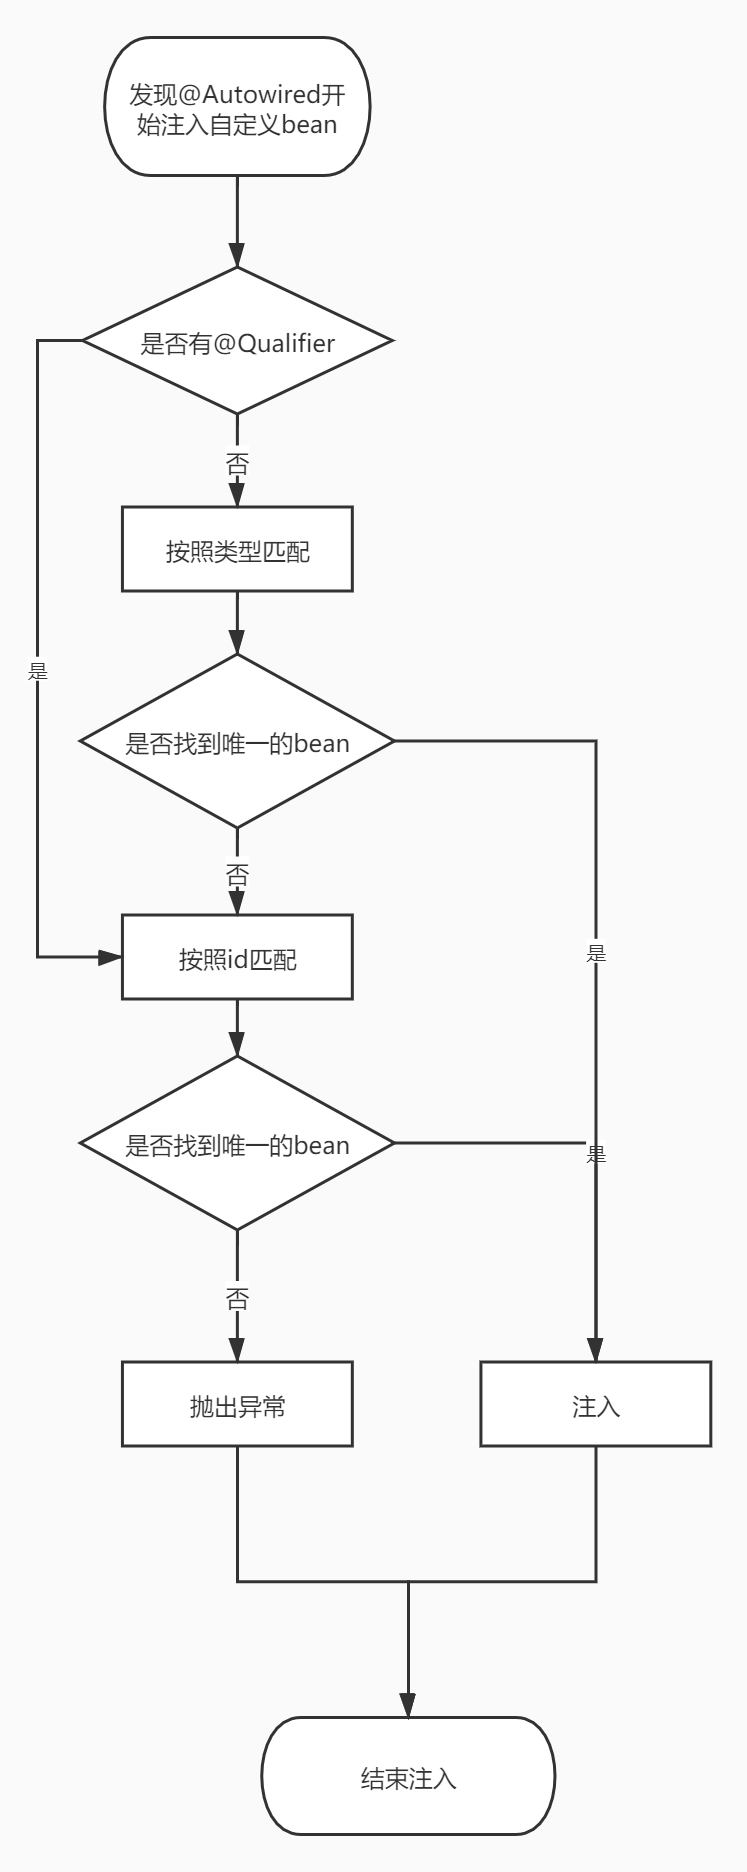 发现@Autowired开
始注入自定义bean
是否有@Qualifier
否
按照类型匹配
是
是否找到唯一的bean
否
是
按照id匹配
是否找到唯一的bean
是
否
抛出异常
注入
结束注入